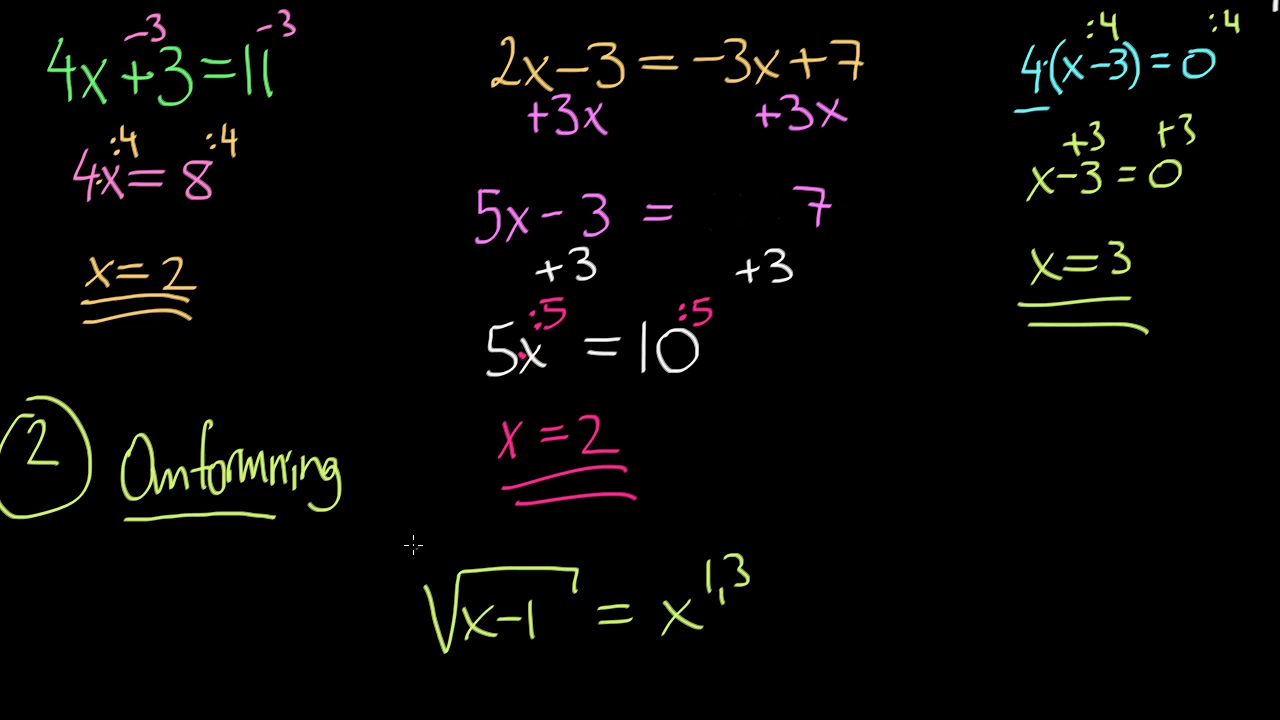 -3 -3
4x+3=11
:4 :4
4·x=8
x=2
2x-3=-3x+7
+3x +3x
5x-3= 7
+3 +3
:5 :5
5·x=10
x=2
:4 :4
4·(x-3)=0
+3 +3
x-3=0
x=3
2 Omformning
√(x-1) = x^1,3